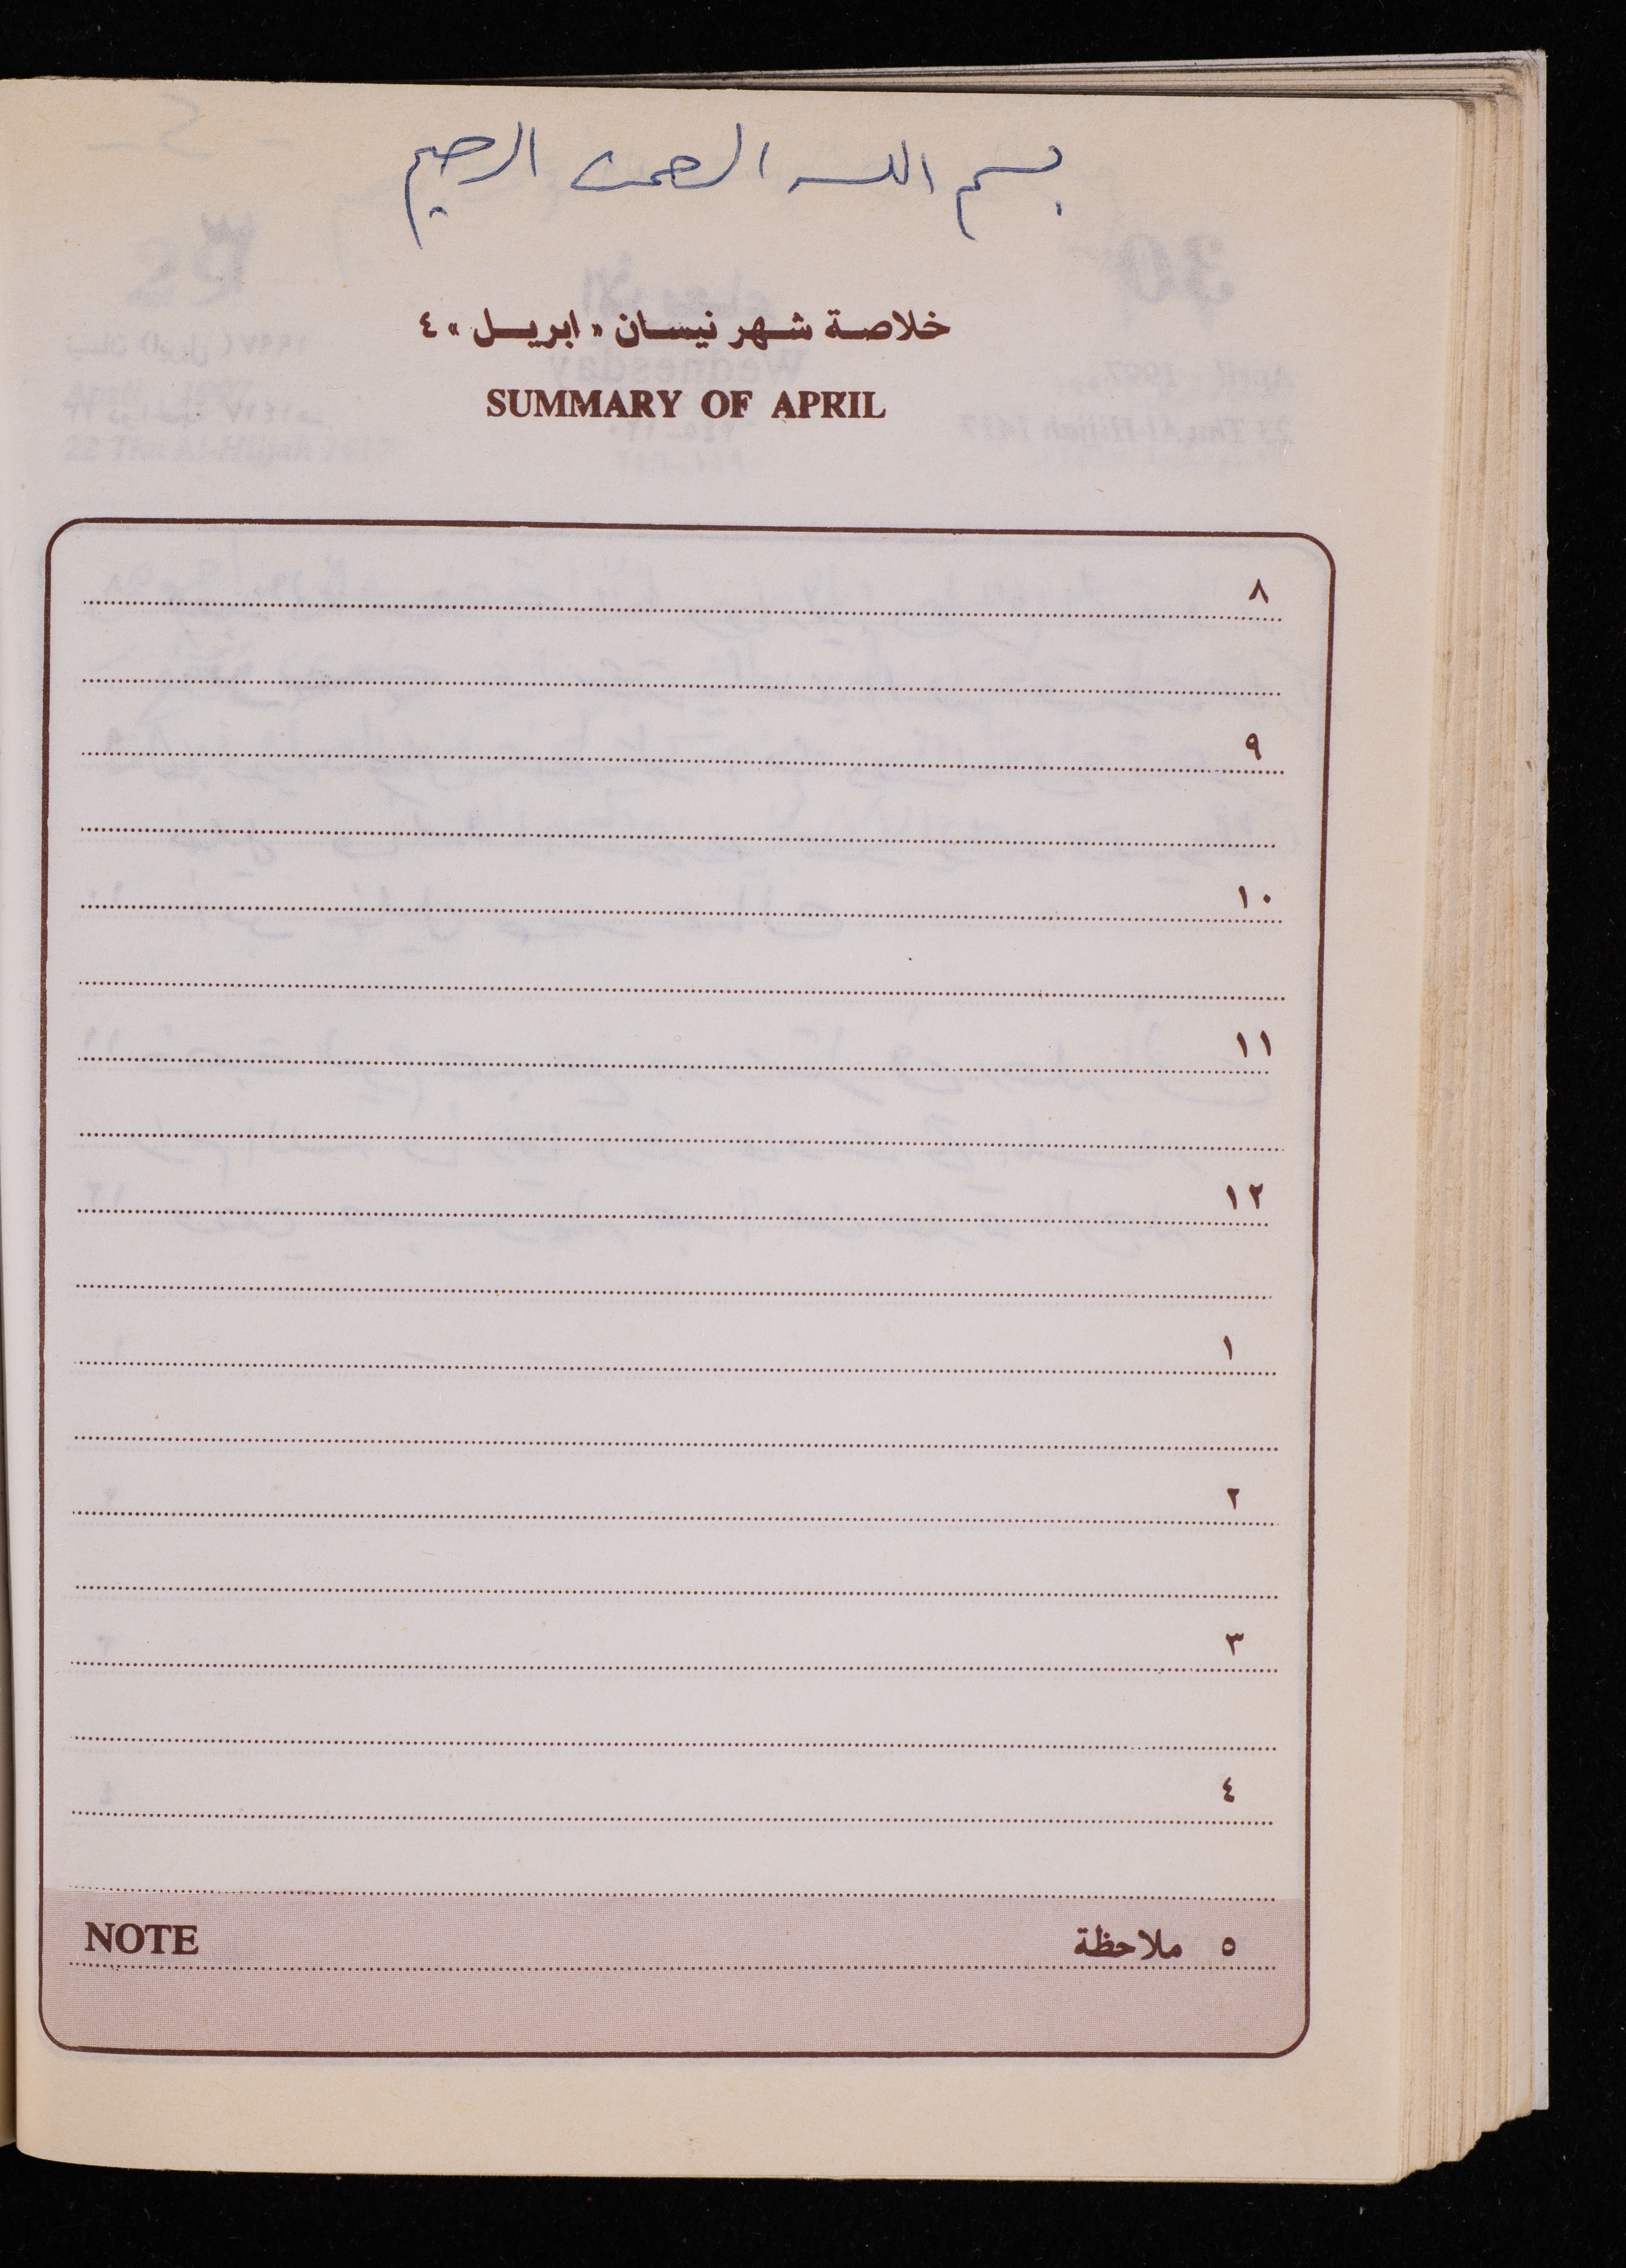 بسم الله الرحمن الرحيم
خلاصة شهر نيسان « ابريل » ٤
SUMMARY OF APRIL
٨
٩
١٠
١١
١٢
١
٢
٣
٤
٥ ملاحظة NOTE